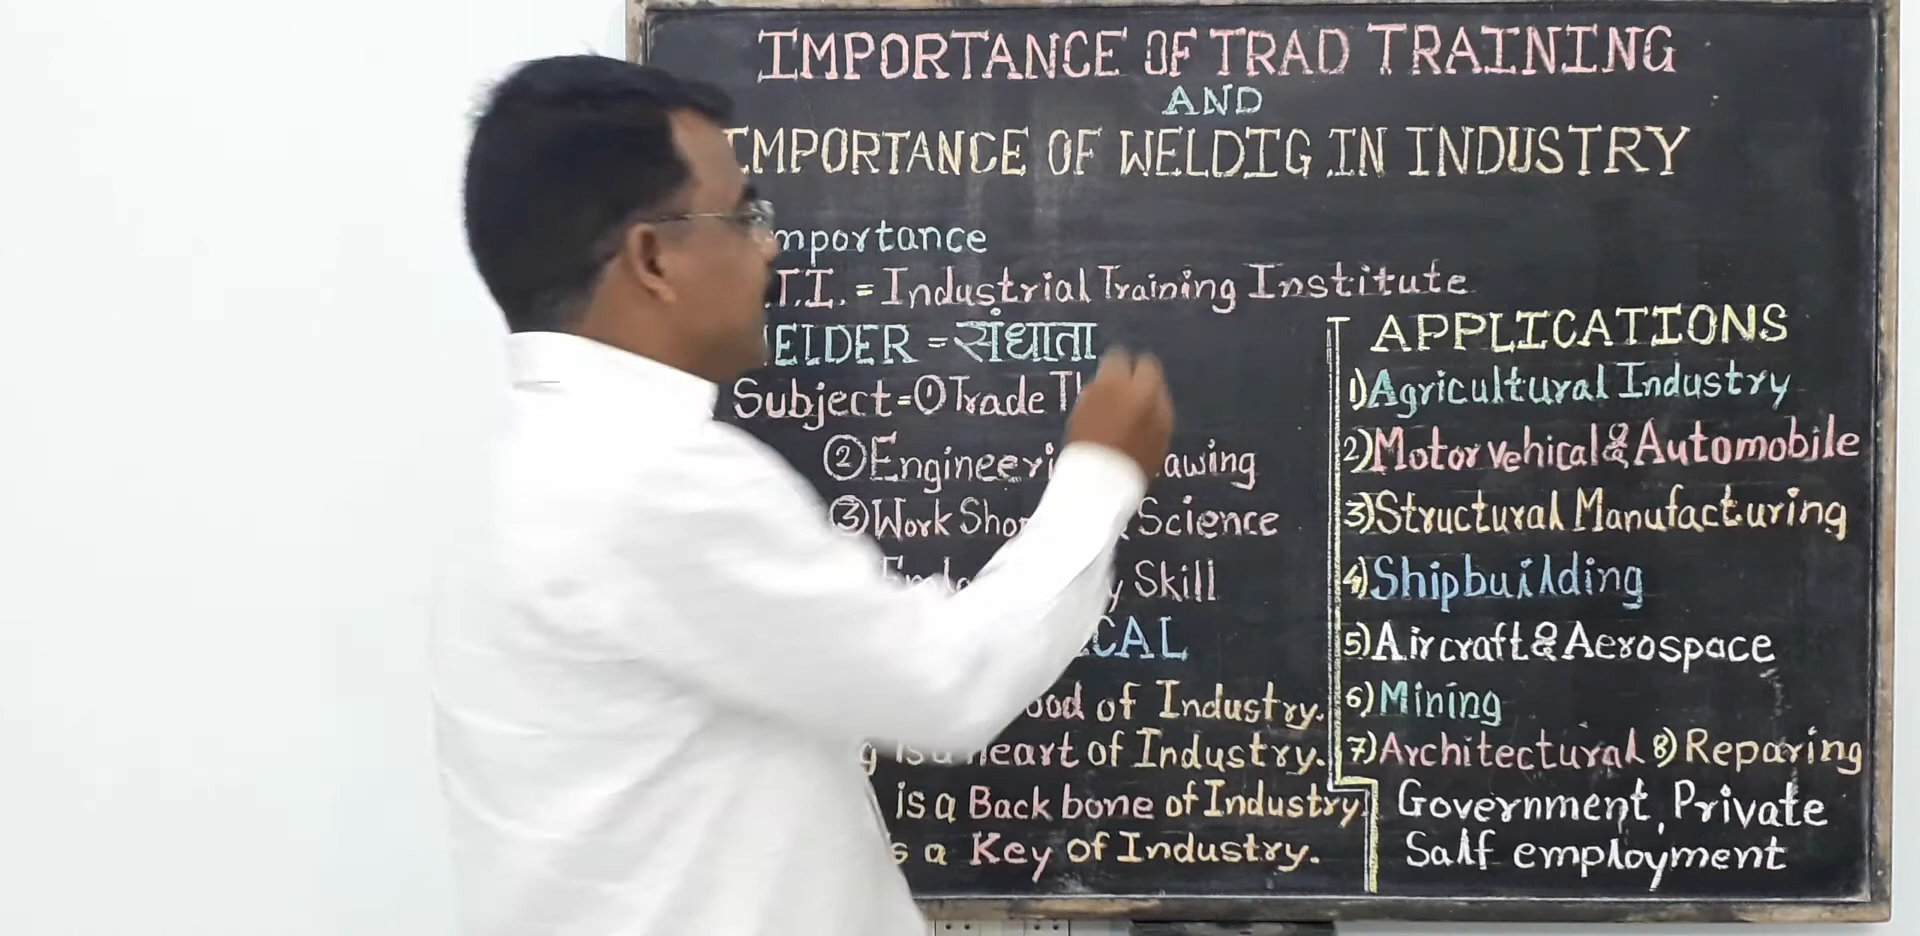 IMPORTANCE OF TRAD TRAINING
AND
IMPORTANCE OF WELDIG IN INDUSTRY
mportance
.T.I. = Industrial Training Institute
ELDER = संधाता
Subject = ① Trade
② Engineeri awing
③ Work Sho Science
Skill
CAL
ood of Industry.
g is a Heart of Industry.
is a Back bone of Industry
s a Key of Industry.
APPLICATIONS
1) Agricultural Industry
2) Motor vehical & Automobile
3) Structural Manufacturing
4) Shipbuilding
5) Aircraft & Aerospace
6) Mining
7) Architectural 8) Reparing
Government, Private
Salf employment